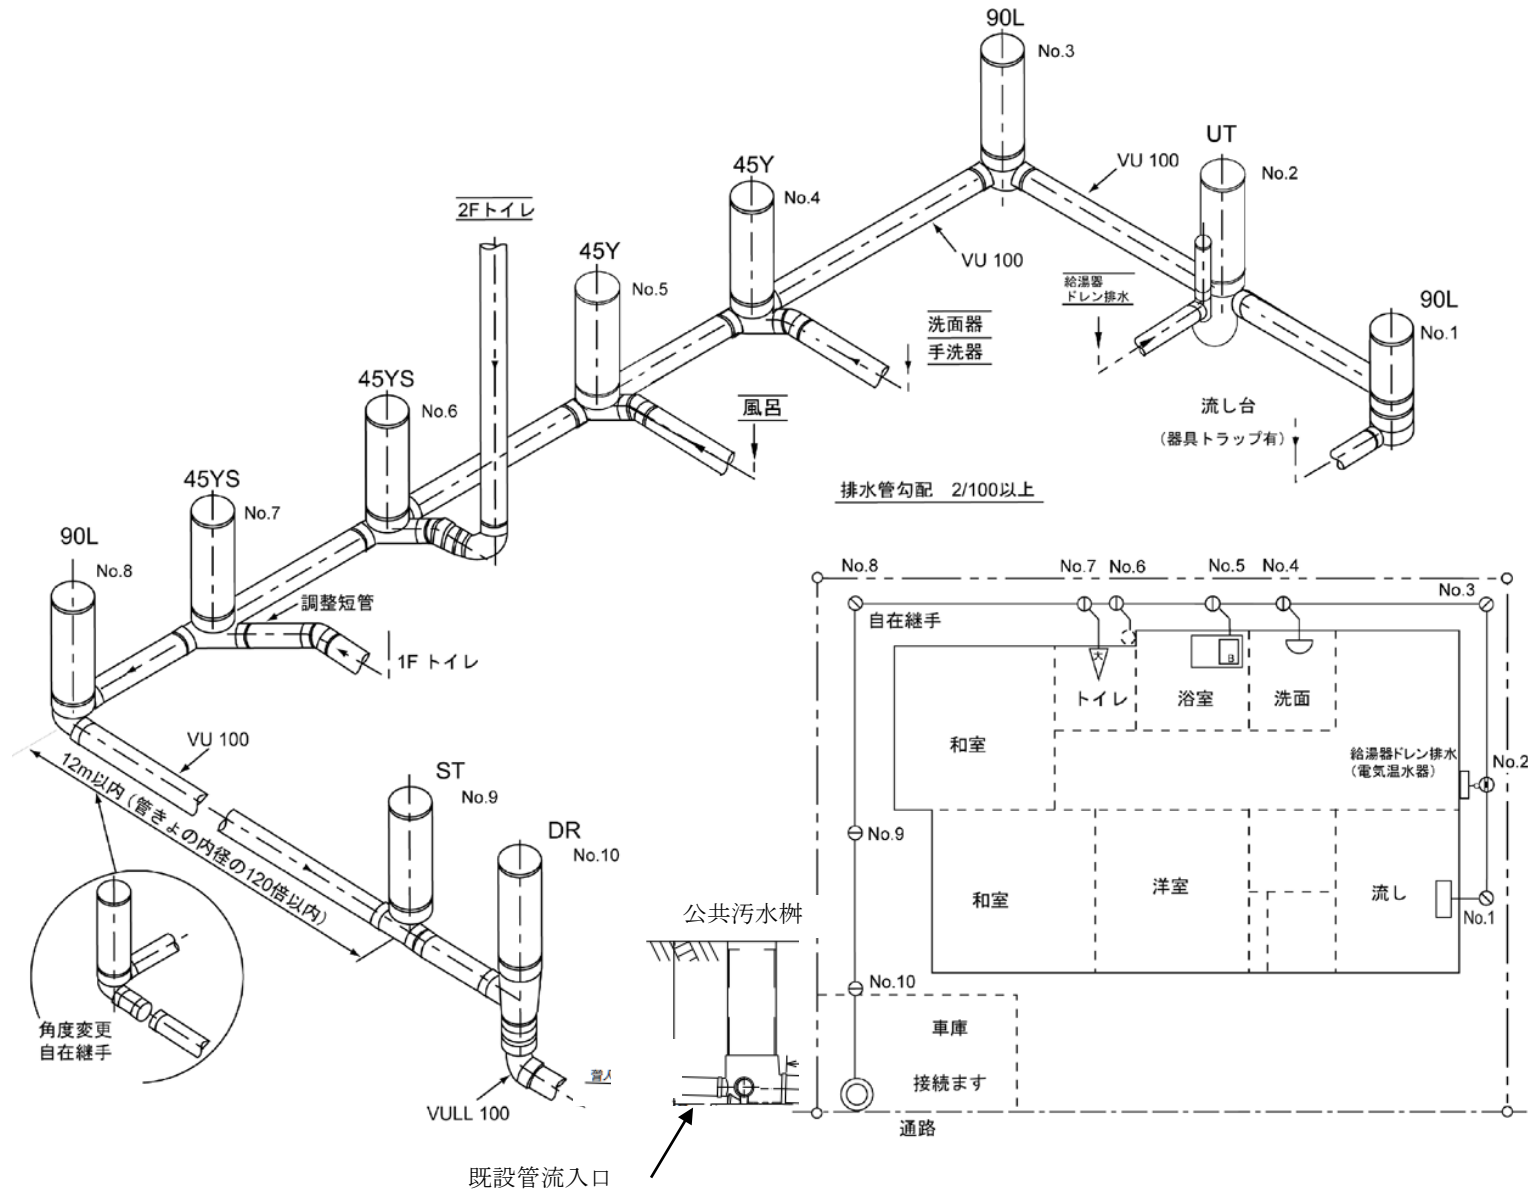 90L
No.3
UT
VU 100
No.2
45Y
No.4
2Fトイレ
45Y
No.5
VU 100
給湯器
ドレン排水
90L
No.1
洗面器
手洗器
45YS
No.6
風呂
流し台
(器具トラップ有)
45YS
No.7
排水管勾配 2/100以上
90L
No.8
調整短管
1F トイレ
VU 100
12m以内(管きょの内径の120倍以内)
ST
No.9
DR
No.10
角度変更
自在継手
VULL 100
公共汚水桝
既設管流入口
No.8
No.7
No.6
No.5
No.4
No.3
自在継手
大
B
トイレ
浴室
洗面
和室
給湯器ドレン排水
(電気温水器)
No.2
No.9
和室
洋室
流し
No.1
No.10
車庫
接続ます
通路